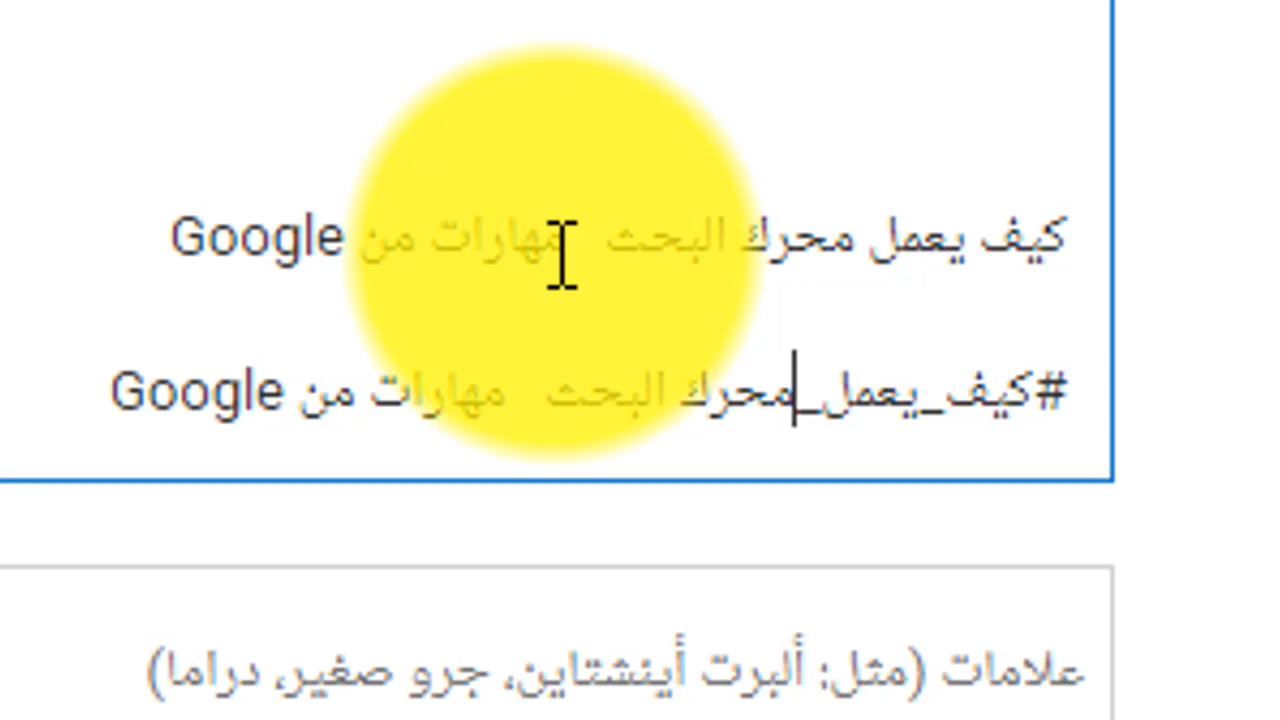 كيف يعمل محرك البحث مهارات من Google
#كيف_يعمل_محرك البحث مهارات من Google
علامات (مثل: ألبرت أينشتاين، جرو صغير، دراما)